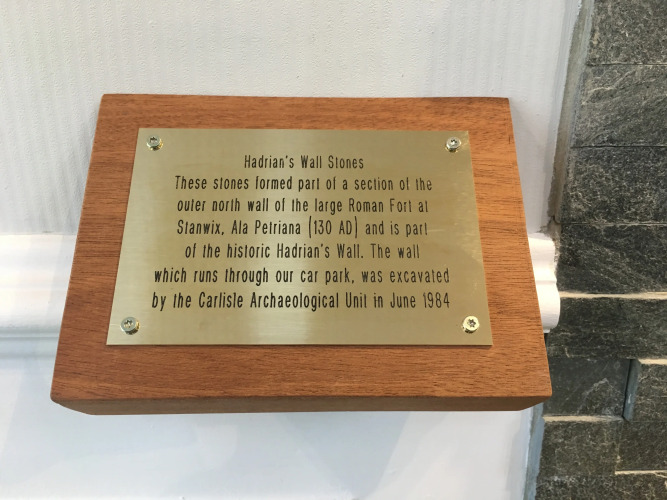 Hadrian's Wall Stones
These stones formed part of a section of the
outer north wall of the large Roman Fort at
Stanwix, Ala Petriana (130 AD) and is part
of the historic Hadrian's Wall. The wall
which runs through our car park, was excavated
by the Carlisle Archaeological Unit in June 1984